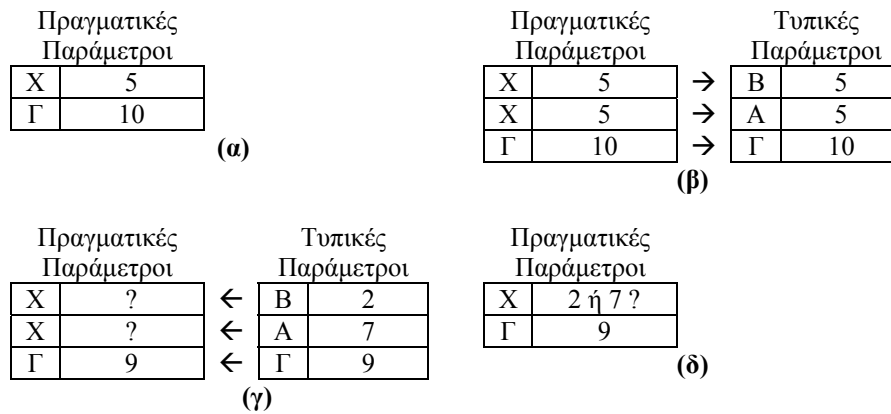 Πραγματικές
Παράμετροι
Χ 5
Γ 10
(α)
Πραγματικές Τυπικές
Παράμετροι Παράμετροι
Χ 5 → Β 5
Χ 5 → Α 5
Γ 10 → Γ 10
(β)
Πραγματικές Τυπικές
Παράμετροι Παράμετροι
Χ ? ← Β 2
Χ ? ← Α 7
Γ 9 ← Γ 9
(γ)
Πραγματικές
Παράμετροι
Χ 2 ή 7 ?
Γ 9
(δ)